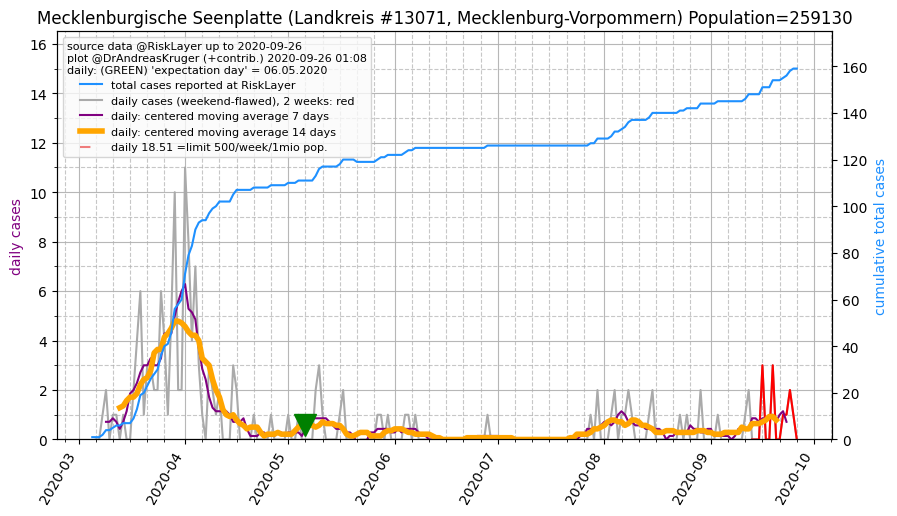 Mecklenburgische Seenplatte (Landkreis #13071, Mecklenburg-Vorpommern) Population=259130
source data @RiskLayer up to 2020-09-26
plot @DrAndreasKruger (+contrib.) 2020-09-26 01:08
daily: (GREEN) 'expectation day' = 06.05.2020
total cases reported at RiskLayer
daily cases (weekend-flawed), 2 weeks: red
daily: centered moving average 7 days
daily: centered moving average 14 days
daily 18.51 =limit 500/week/1mio pop.
daily cases
16
14
12
10
8
6
4
2
0
cumulative total cases
160
140
120
100
80
60
40
20
0
2020-03
2020-04
2020-05
2020-06
2020-07
2020-08
2020-09
2020-10